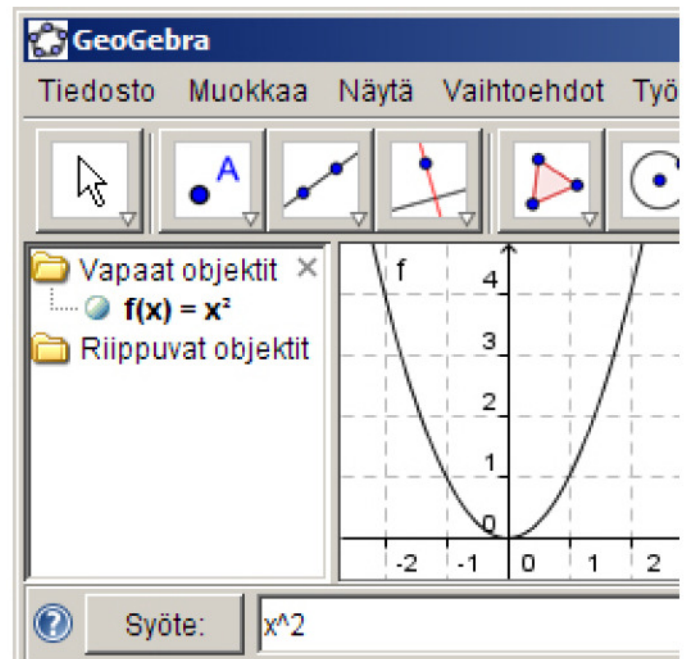 GeoGebra
Tiedosto Muokkaa Näytä Vaihtoehdot Työ
A
Vapaat objektit
f(x) = x²
Riippuvat objektit
f
4
3
2
1
0
-2 -1 0 1 2
Syöte: x^2